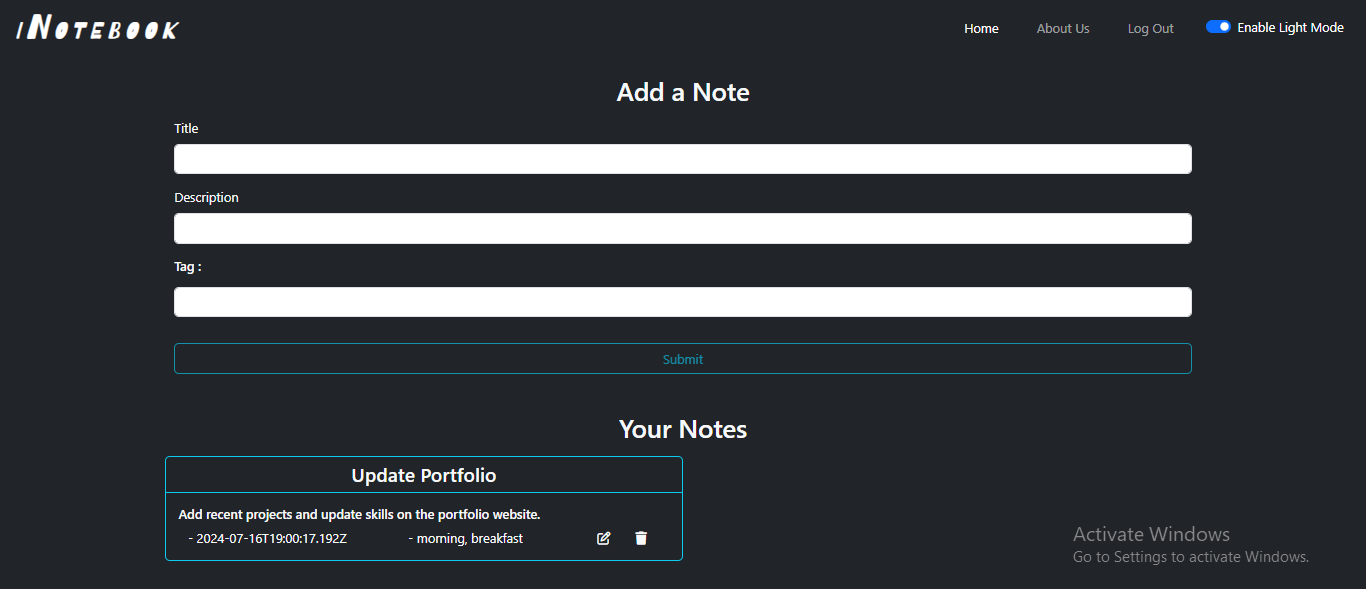 iNotebook
Home About Us Log Out Enable Light Mode
Add a Note
Title
Description
Tag :
Submit
Your Notes
Update Portfolio
Add recent projects and update skills on the portfolio website.
- 2024-07-16T19:00:17.192Z - morning, breakfast
Activate Windows
Go to Settings to activate Windows.